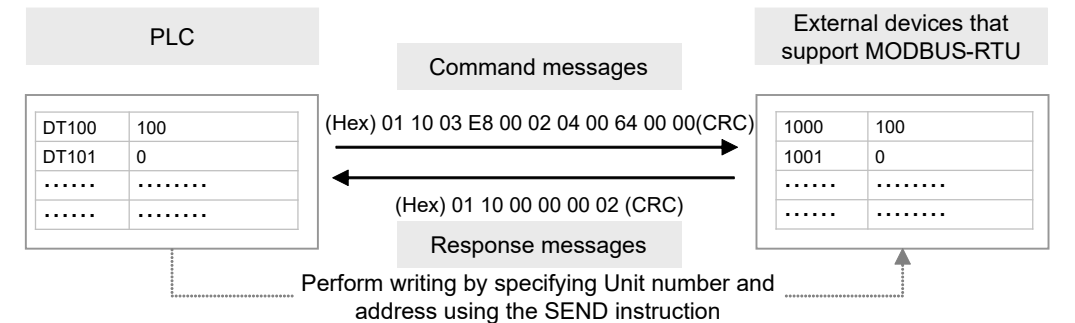 PLC
External devices that
support MODBUS-RTU
Command messages
DT100 100
DT101 0
...... ........
...... ........
(Hex) 01 10 03 E8 00 02 04 00 64 00 00(CRC)
(Hex) 01 10 00 00 00 02 (CRC)
Response messages
1000 100
1001 0
...... ........
...... ........
Perform writing by specifying Unit number and
address using the SEND instruction